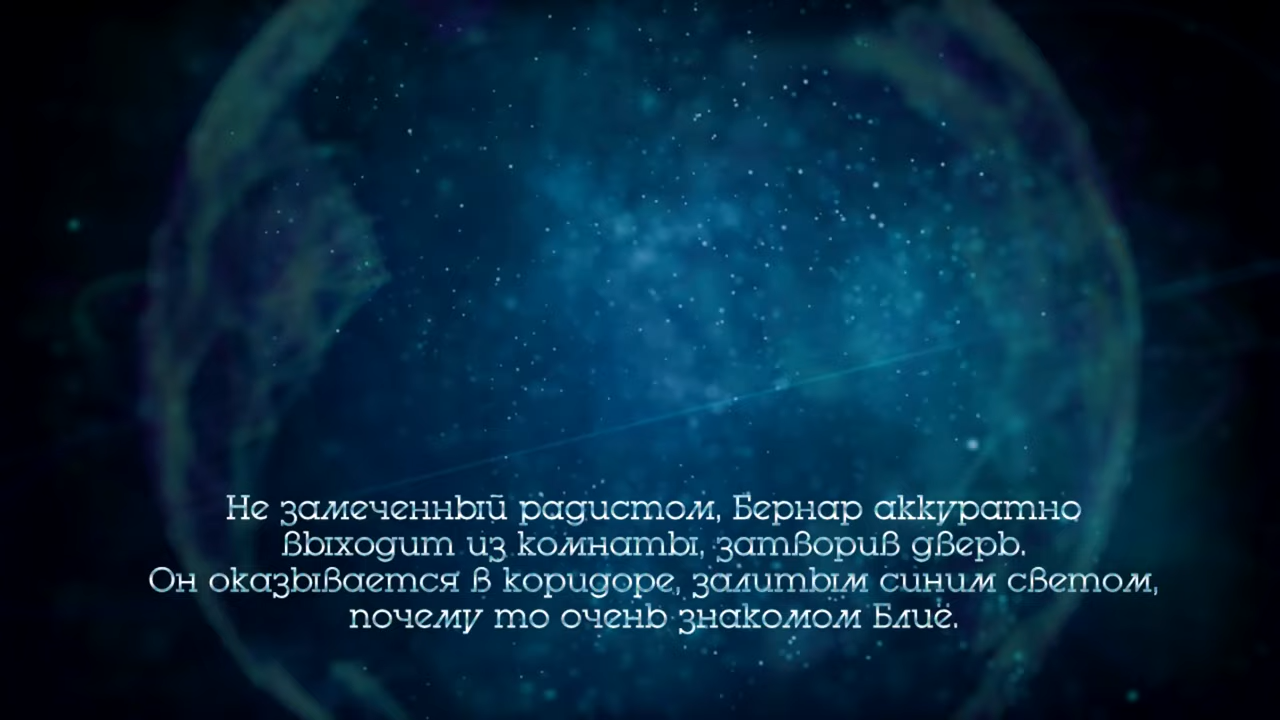 Не замеченный радистом, Бернар аккуратно
выходит из комнаты, затворив дверь.
Он оказывается в коридоре, залитым синим светом,
почему то очень знакомом Блиё.